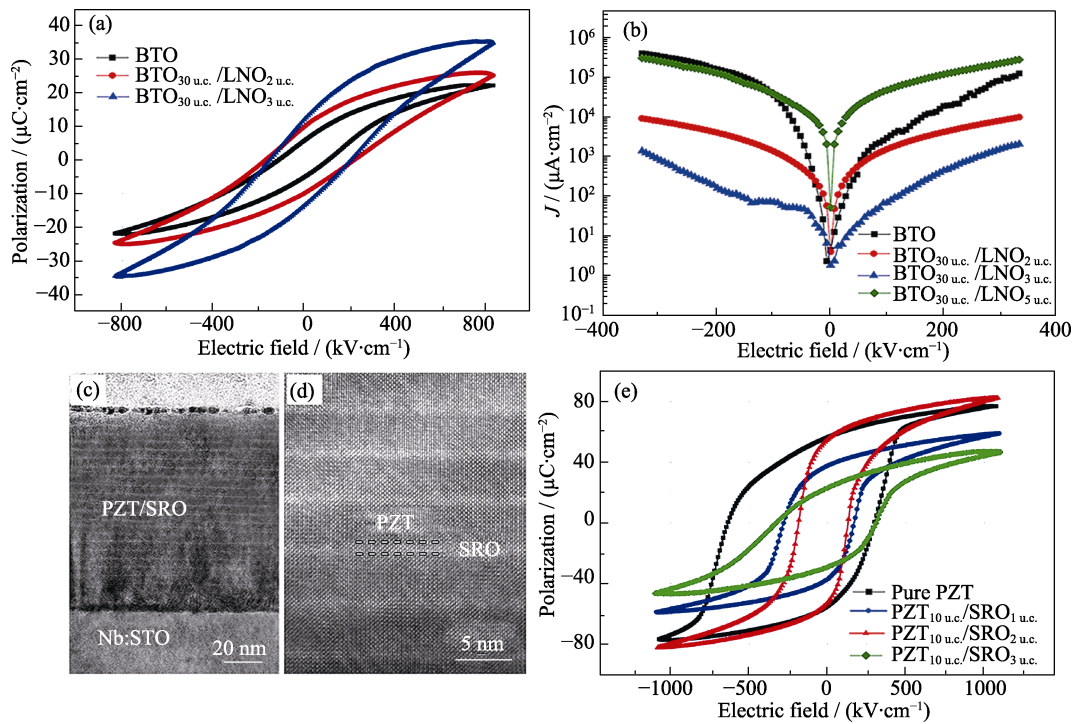 (a)
40
30
20
10
0
−10
−20
−30
−40
Polarization / (μC·cm⁻²)
BTO
BTO30 u.c. /LNO2 u.c.
BTO30 u.c. /LNO3 u.c.
−800
−400
0
400
800
Electric field / (kV·cm⁻¹)
(b)
10⁶
10⁵
10⁴
10³
10²
10¹
10⁰
10⁻¹
J / (μA·cm⁻²)
BTO
BTO30 u.c. /LNO2 u.c.
BTO30 u.c. /LNO3 u.c.
BTO30 u.c. /LNO5 u.c.
−400
−200
0
200
400
Electric field / (kV·cm⁻¹)
(c)
PZT/SRO
Nb:STO
20 nm
(d)
PZT
SRO
5 nm
(e)
80
40
0
−40
−80
Polarization / (μC·cm⁻²)
Pure PZT
PZT10 u.c./SRO1 u.c.
PZT10 u.c./SRO2 u.c.
PZT10 u.c./SRO3 u.c.
−1000
−500
0
500
1000
Electric field / (kV·cm⁻¹)